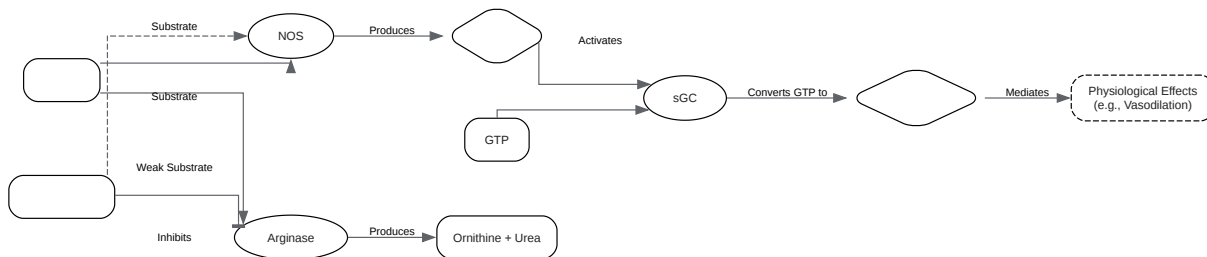 Substrate
NOS
Produces
Activates
Substrate
sGC
Converts GTP to
Mediates
Physiological Effects
(e.g., Vasodilation)
GTP
Weak Substrate
Inhibits
Arginase
Produces
Ornithine + Urea